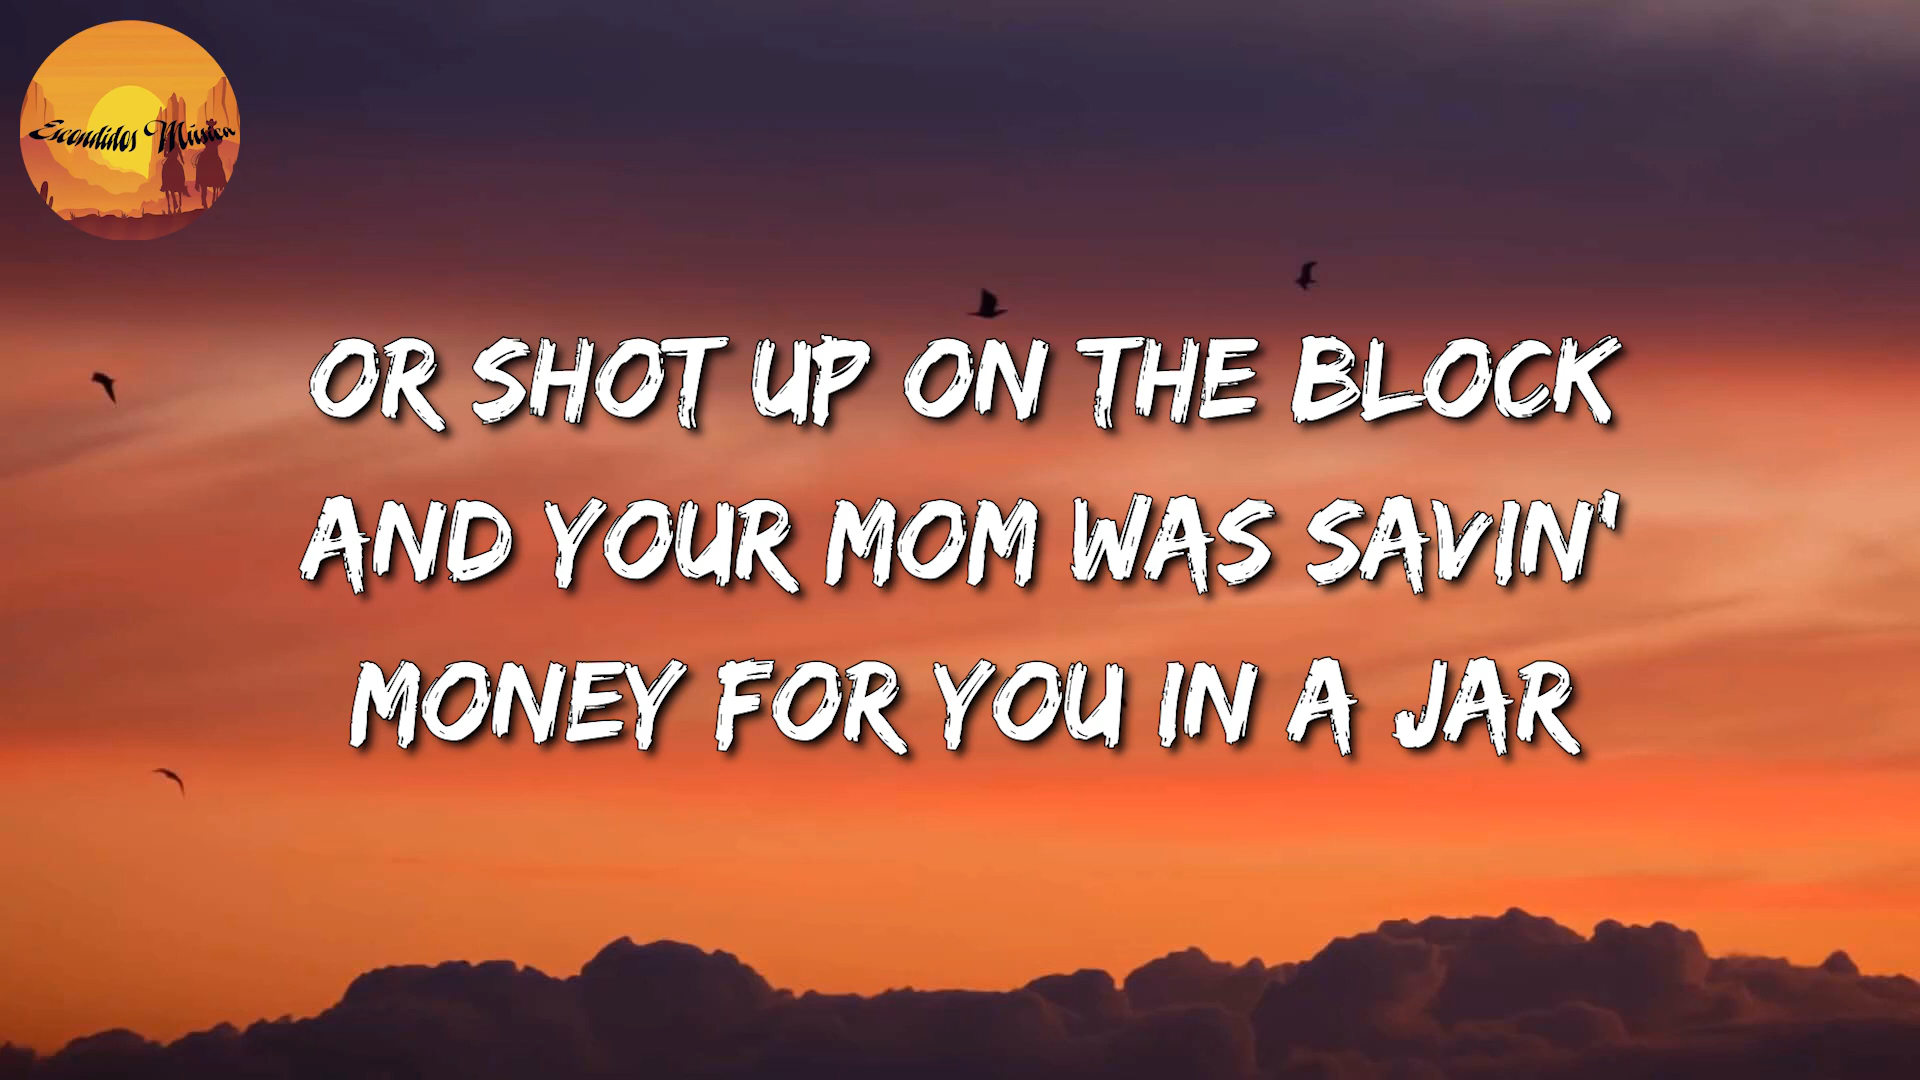 Escondidos Música
OR SHOT UP ON THE BLOCK
AND YOUR MOM WAS SAVIN'
MONEY FOR YOU IN A JAR